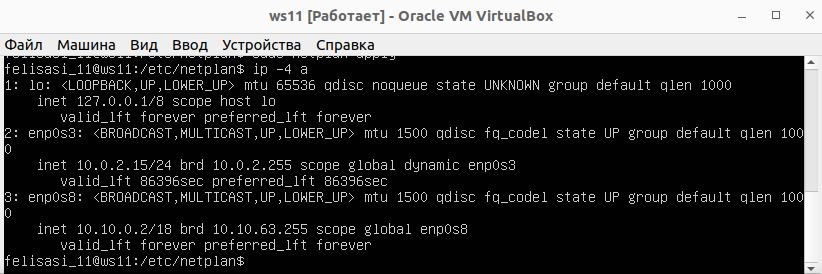 ws11 [Работает] - Oracle VM VirtualBox
Файл Машина Вид Ввод Устройства Справка
felisasi_11@ws11:/etc/netplan$ ip -4 a
1: lo: <LOOPBACK,UP,LOWER_UP> mtu 65536 qdisc noqueue state UNKNOWN group default qlen 1000
inet 127.0.0.1/8 scope host lo
valid_lft forever preferred_lft forever
2: enp0s3: <BROADCAST,MULTICAST,UP,LOWER_UP> mtu 1500 qdisc fq_codel state UP group default qlen 100
0
inet 10.0.2.15/24 brd 10.0.2.255 scope global dynamic enp0s3
valid_lft 86396sec preferred_lft 86396sec
3: enp0s8: <BROADCAST,MULTICAST,UP,LOWER_UP> mtu 1500 qdisc fq_codel state UP group default qlen 100
0
inet 10.10.0.2/18 brd 10.10.63.255 scope global enp0s8
valid_lft forever preferred_lft forever
felisasi_11@ws11:/etc/netplan$